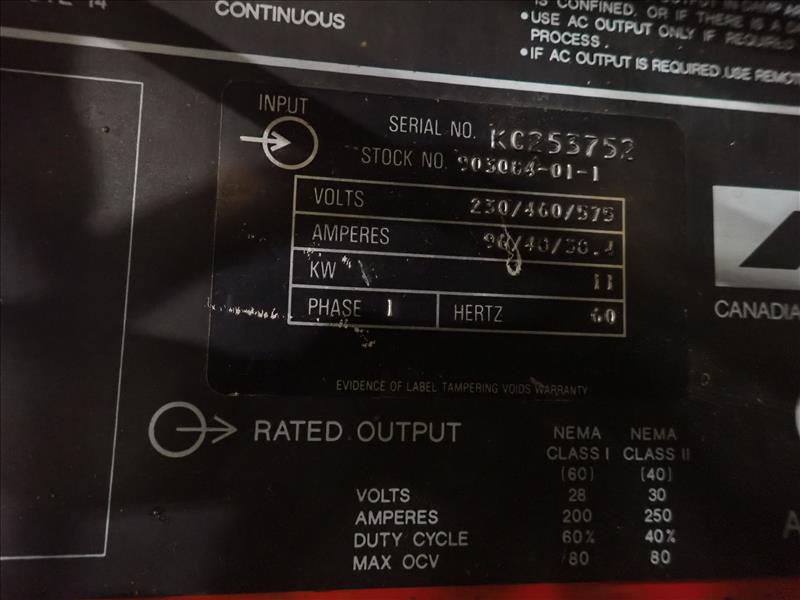 14
CONTINUOUS
IS CONFINED, OR IF THERE IS A
• USE AC OUTPUT ONLY IF REQUIRED
PROCESS.
• IF AC OUTPUT IS REQUIRED, USE
INPUT
SERIAL NO. KC253752
STOCK NO. 903064-01-1
VOLTS 230/460/575
AMPERES
KW 11
PHASE 1 HERTZ 60
CANADIA
EVIDENCE OF LABEL TAMPERING VOIDS WARRANTY
RATED OUTPUT
NEMA NEMA
CLASS I CLASS II
(60) (40)
VOLTS 28 30
AMPERES 200 250
DUTY CYCLE 60% 40%
MAX OCV 80 80